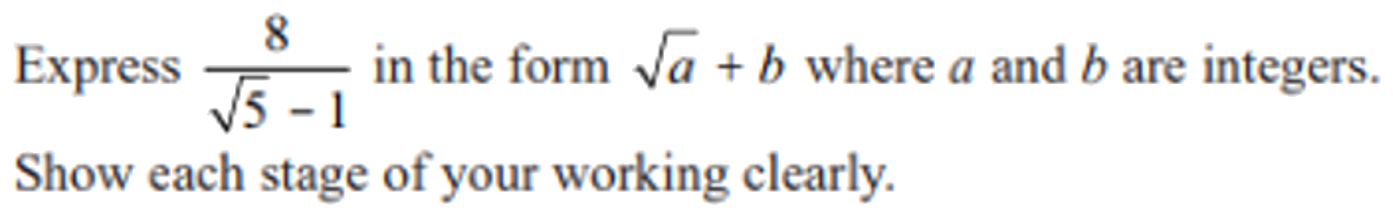 Express 8/(√5 − 1) in the form √a + b where a and b are integers.
Show each stage of your working clearly.